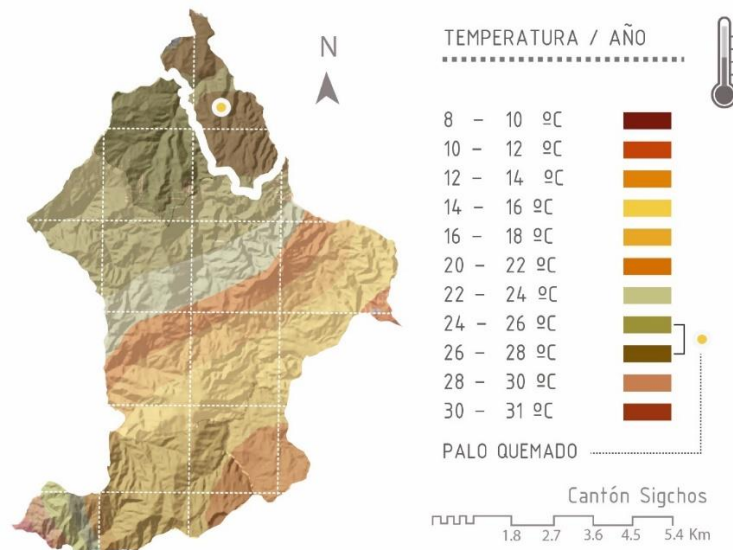 N
TEMPERATURA / AÑO
8 - 10 ºC
10 - 12 ºC
12 - 14 ºC
14 - 16 ºC
16 - 18 ºC
20 - 22 ºC
22 - 24 ºC
24 - 26 ºC
26 - 28 ºC
28 - 30 ºC
30 - 31 ºC
PALO QUEMADO
Cantón Sigchos
1.8 2.7 3.6 4.5 5.4 Km